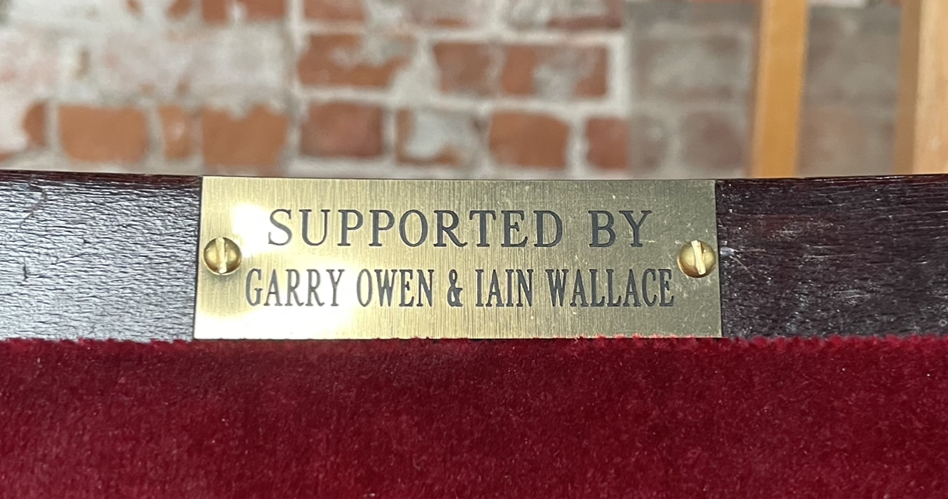 SUPPORTED BY
GARRY OWEN & IAIN WALLACE